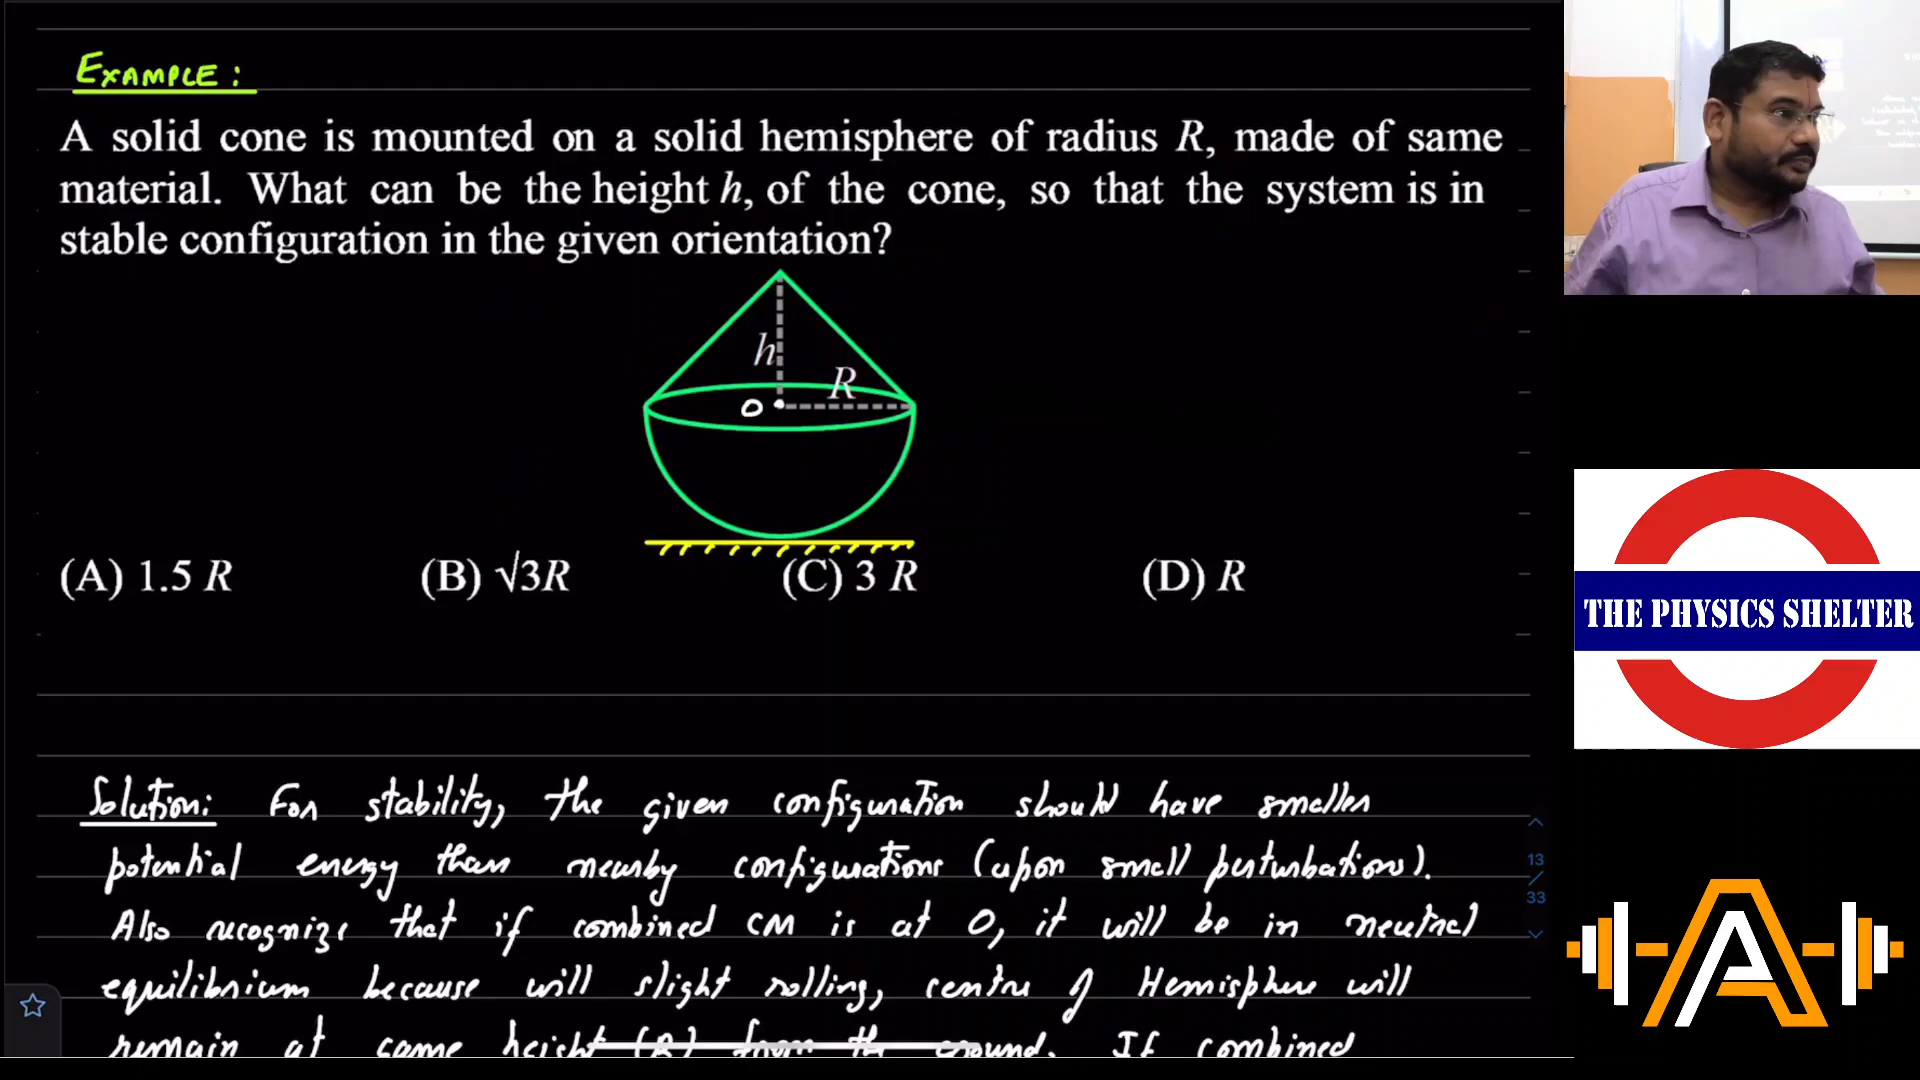 EXAMPLE:
A solid cone is mounted on a solid hemisphere of radius R, made of same
material. What can be the height h, of the cone, so that the system is in
stable configuration in the given orientation?
h
R
O
(A) 1.5 R (B) √3R (C) 3 R (D) R
Solution: For stability, the given configuration should have smaller
potential energy than nearby configurations (upon small perturbations).
Also recognize that if combined CM is at O, it will be in neutral
equilibrium because will slight rolling, centre of Hemisphere will
remain at same height (R) from the ground. If combined
13
33
THE PHYSICS SHELTER